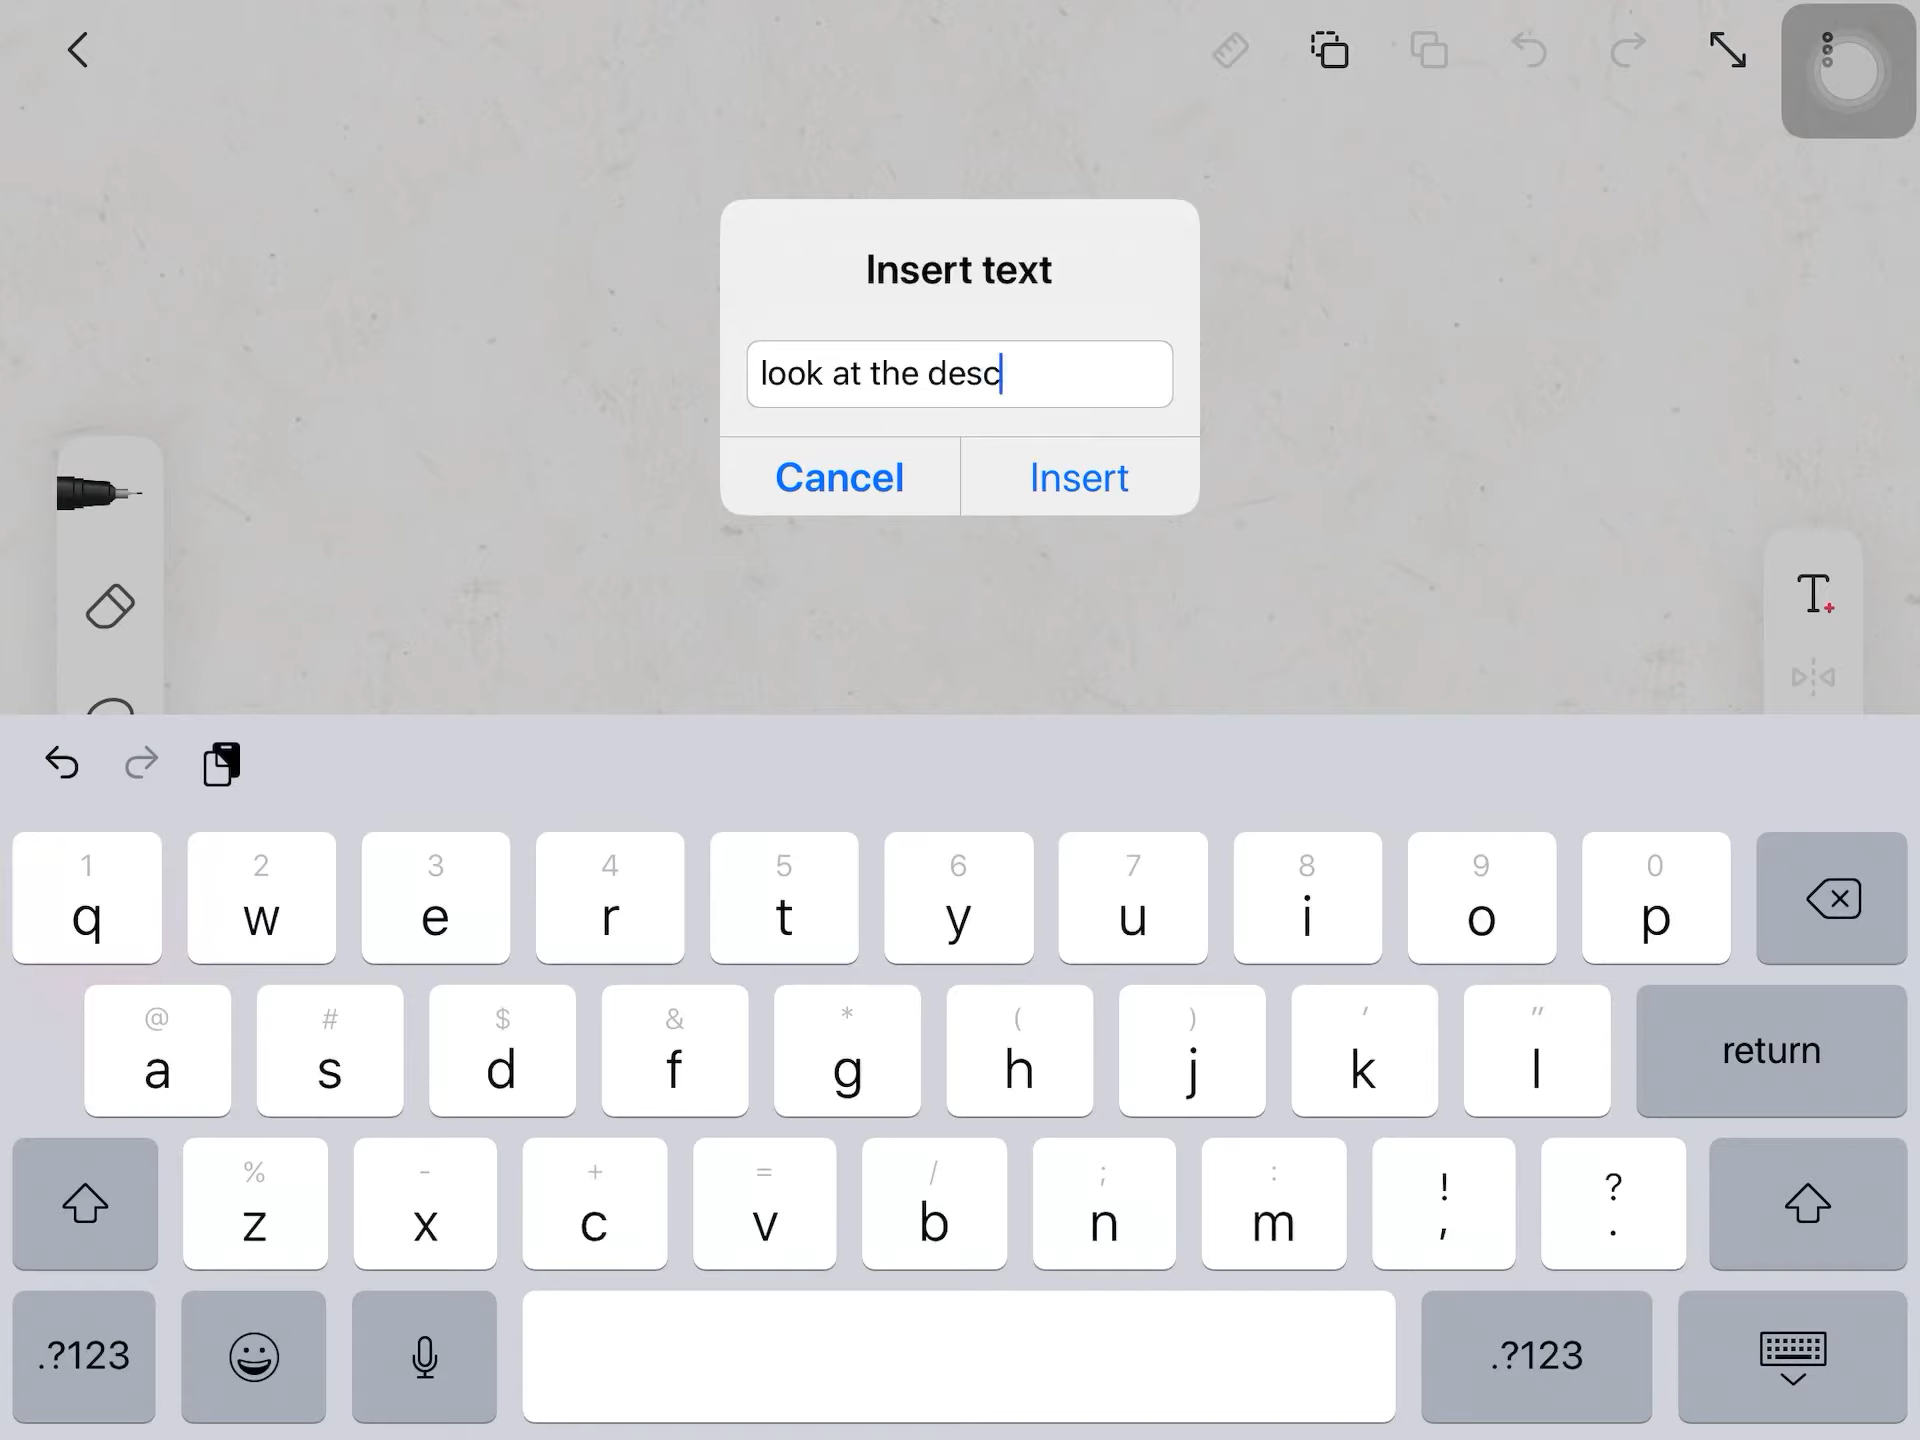 Insert text
look at the desc
Cancel Insert
T+
1 2 3 4 5 6 7 8 9 0
q w e r t y u i o p
@ # $ & * ( ) ' "
a s d f g h j k l return
% - + = / ; : ! ?
z x c v b n m , .
.?123 .?123